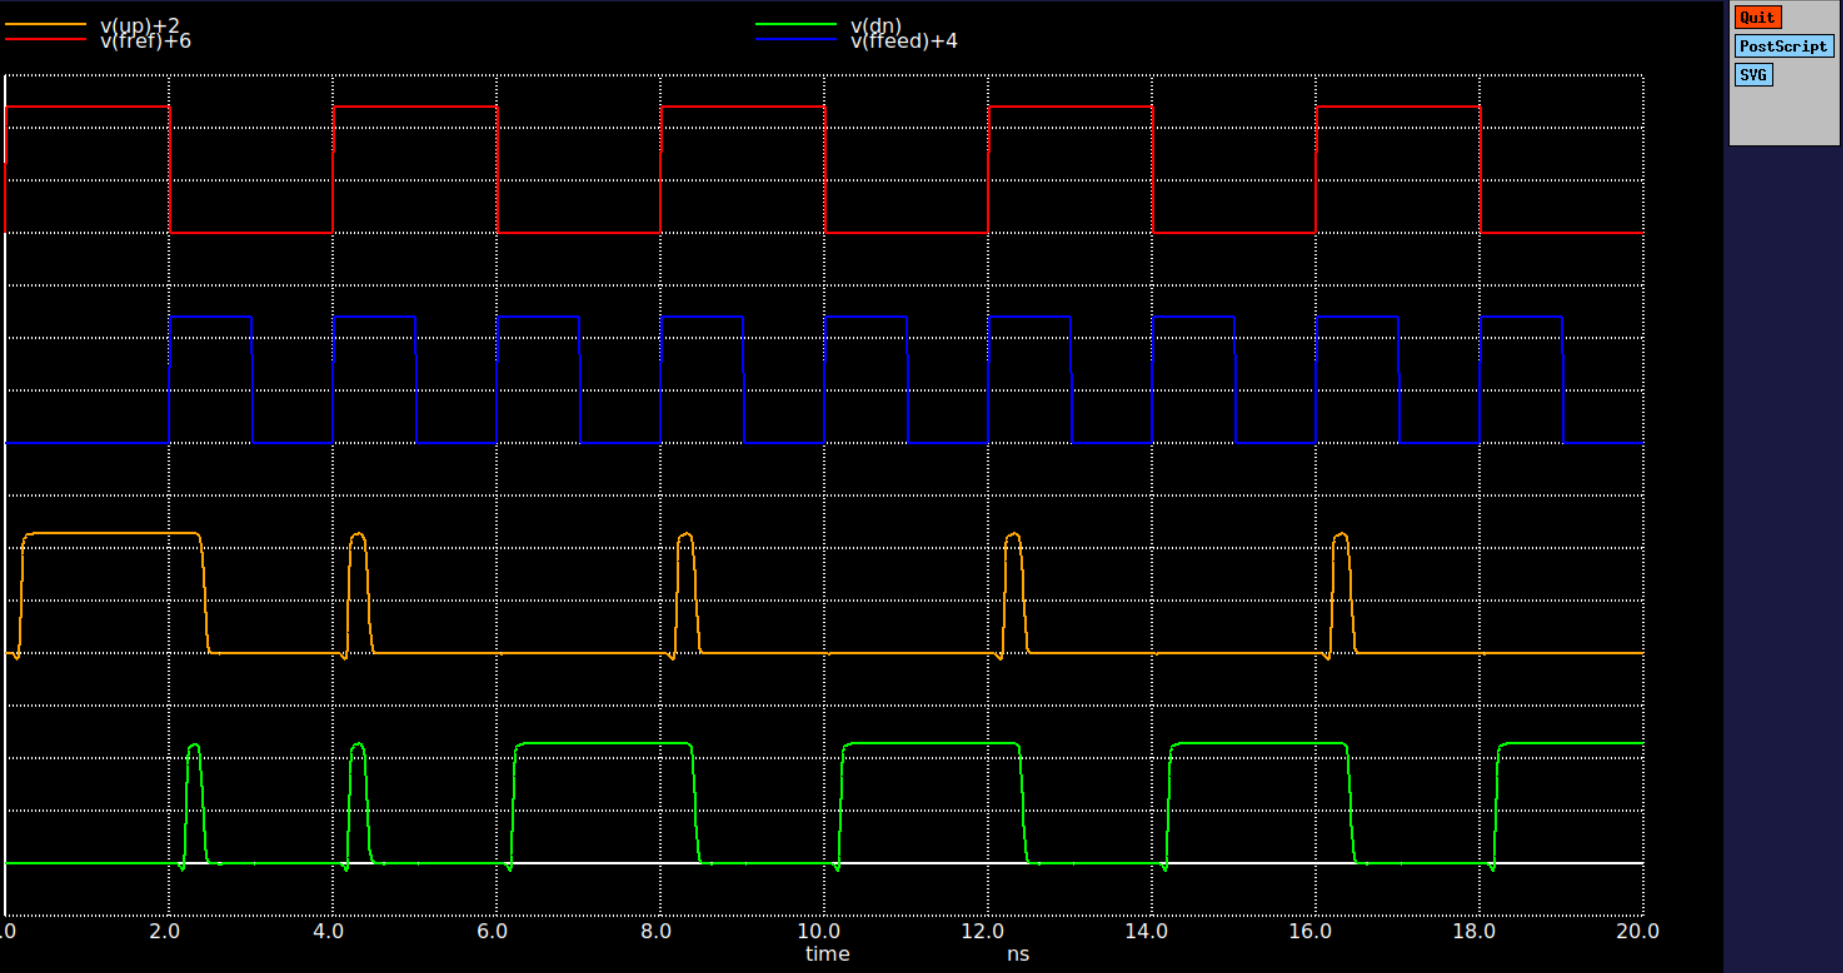 v(up)+2
v(fref)+6
v(dn)
v(ffeed)+4
Quit
PostScript
SVG
.0 2.0 4.0 6.0 8.0 10.0 12.0 14.0 16.0 18.0 20.0
time ns